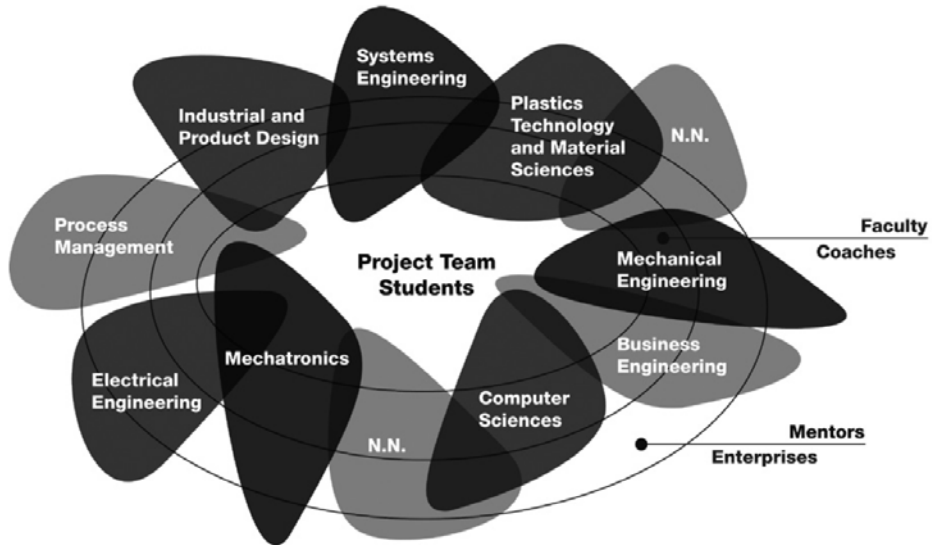 Systems
Engineering
Industrial and
Product Design
Plastics
Technology
and Material
Sciences
N.N.
Process
Management
Faculty
Coaches
Project Team
Students
Mechanical
Engineering
Mechatronics
Business
Engineering
Electrical
Engineering
Computer
Sciences
N.N.
Mentors
Enterprises